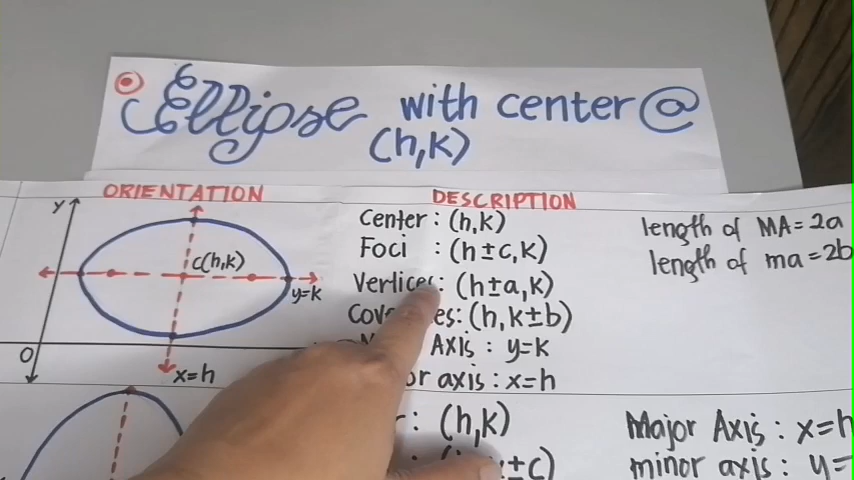 Ellipse with center @
(h,k)
ORIENTATION
DESCRIPTION
Y
C(h,k)
y=k
O
x=h
Center : (h,k)
Foci : (h±c,k)
Vertices : (h±a,k)
es: (h,k±b)
Axis : y=k
axis : x=h
length of MA=2a
length of ma=2b
: (h,k)
±c)
Major Axis : x=h
minor axis : y=